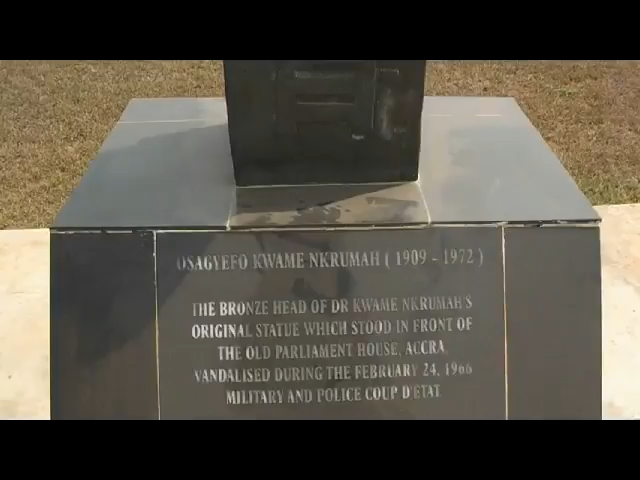 OSAGYEFO KWAME NKRUMAH ( 1909 - 1972 )
THE BRONZE HEAD OF DR KWAME NKRUMAH'S
ORIGINAL STATUE WHICH STOOD IN FRONT OF
THE OLD PARLIAMENT HOUSE, ACCRA,
VANDALISED DURING THE FEBRUARY 24, 1966
MILITARY AND POLICE COUP D'ETAT